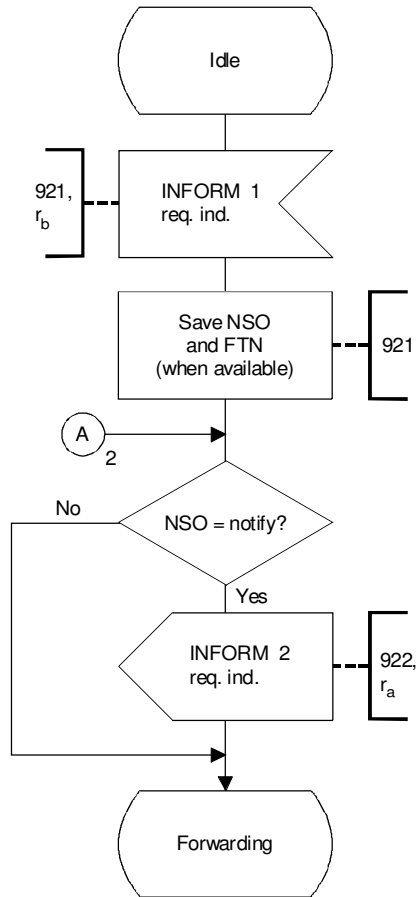 Idle
921,
r_b
INFORM 1
req. ind.
Save NSO
and FTN
(when available)
921
A
2
No
NSO = notify?
Yes
INFORM 2
req. ind.
922,
r_a
Forwarding